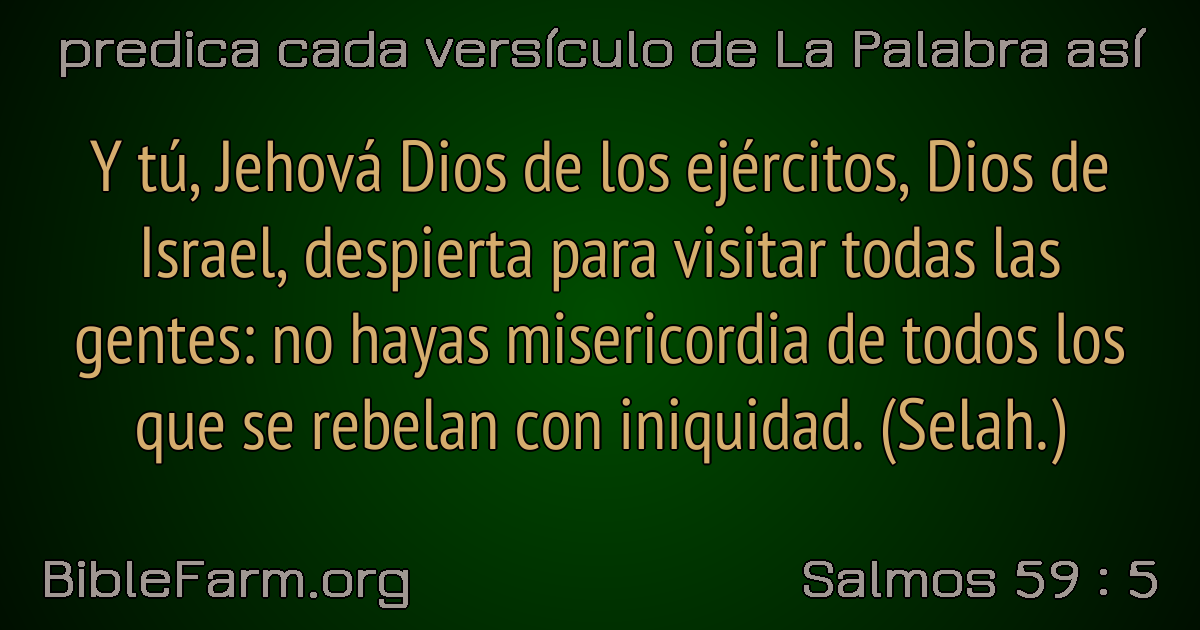 predica cada versículo de La Palabra así
Y tú, Jehová Dios de los ejércitos, Dios de
Israel, despierta para visitar todas las
gentes: no hayas misericordia de todos los
que se rebelan con iniquidad. (Selah.)
BibleFarm.org
Salmos 59 : 5